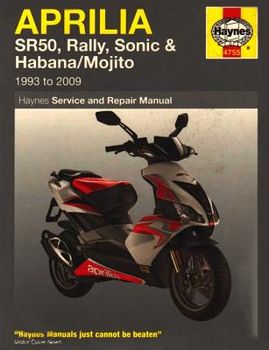 APRILIA
SR50, Rally, Sonic &
Habana/Mojito
1993 to 2009
Haynes
4755
Haynes Service and Repair Manual
aprilia
"Haynes Manuals just cannot be beaten"
Motor Cycle News